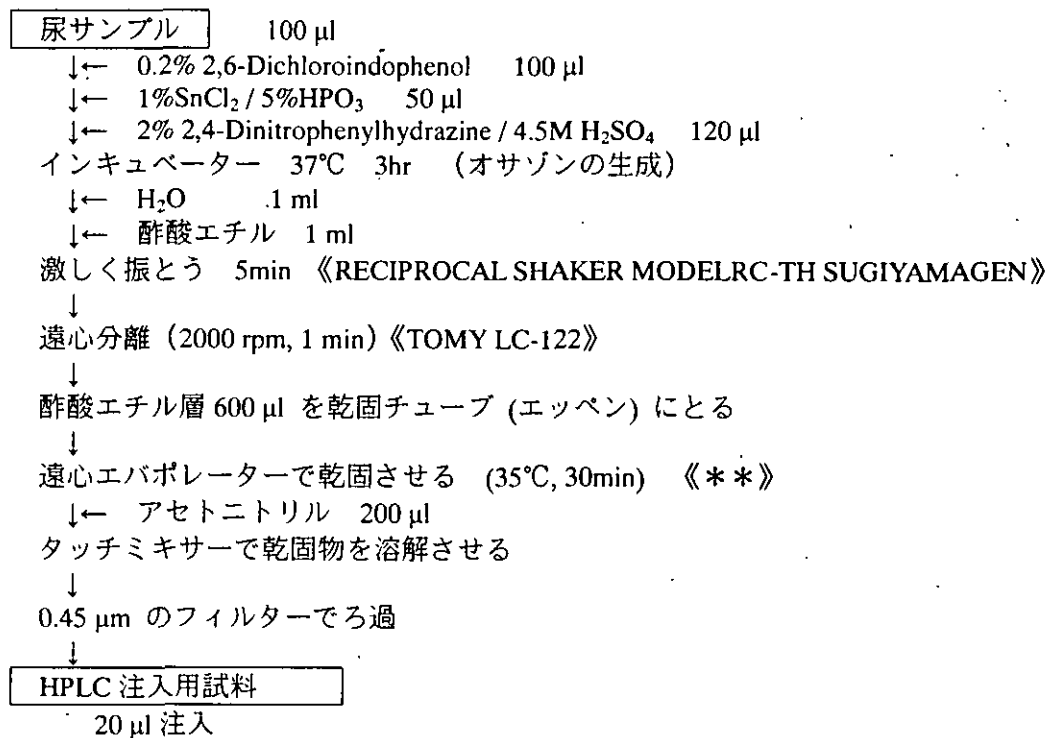 尿サンプル 100 μl
↓← 0.2% 2,6-Dichloroindophenol 100 μl
↓← 1%SnCl₂ / 5%HPO₃ 50 μl
↓← 2% 2,4-Dinitrophenylhydrazine / 4.5M H₂SO₄ 120 μl
インキュベーター 37℃ 3hr (オサゾンの生成)
↓← H₂O 1 ml
↓← 酢酸エチル 1 ml
激しく振とう 5min 《RECIPROCAL SHAKER MODELRC-TH SUGIYAMAGEN》
↓
遠心分離 (2000 rpm, 1 min)《TOMY LC-122》
↓
酢酸エチル層 600 μl を乾固チューブ (エッペン) にとる
↓
遠心エバポレーターで乾固させる (35℃, 30min) 《**》
↓← アセトニトリル 200 μl
タッチミキサーで乾固物を溶解させる
↓
0.45 μm のフィルターでろ過
↓
HPLC 注入用試料
20 μl 注入